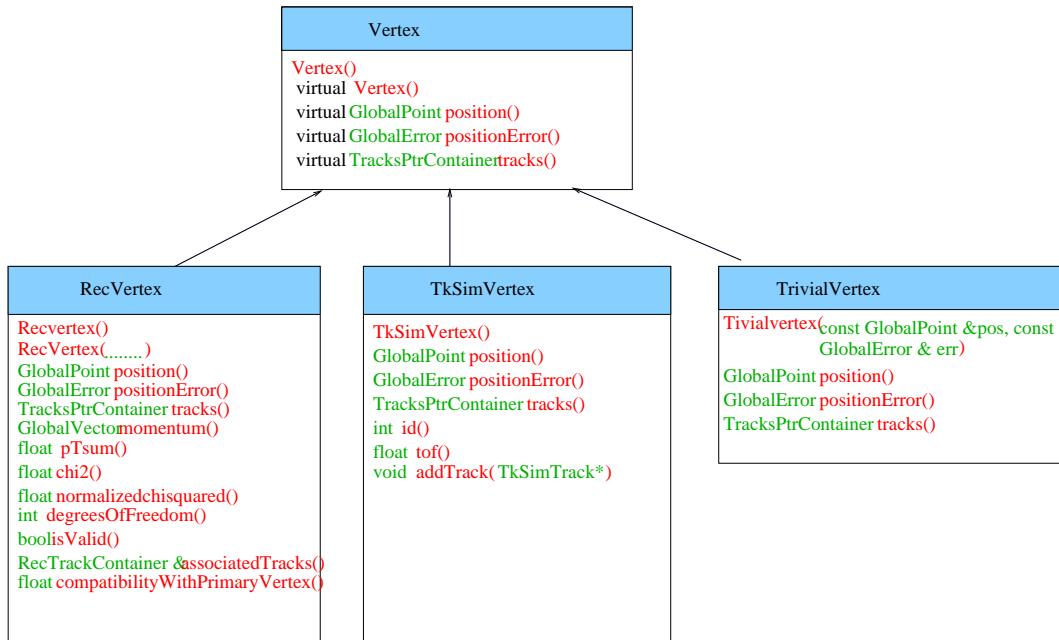 Vertex
Vertex()
virtual Vertex()
virtual GlobalPoint position()
virtual GlobalError positionError()
virtual TracksPtrContainer tracks()
RecVertex
Recvertex()
RecVertex(........)
GlobalPoint position()
GlobalError positionError()
TracksPtrContainer tracks()
GlobalVector momentum()
float pTsum()
float chi2()
float normalizedchisquared()
int degreesOfFreedom()
bool isValid()
RecTrackContainer & associatedTracks()
float compatibilityWithPrimaryVertex()
TkSimVertex
TkSimVertex()
GlobalPoint position()
GlobalError positionError()
TracksPtrContainer tracks()
int id()
float tof()
void addTrack( TkSimTrack* )
TrivialVertex
Tivialvertex( const GlobalPoint &pos, const
GlobalError & err)
GlobalPoint position()
GlobalError positionError()
TracksPtrContainer tracks()